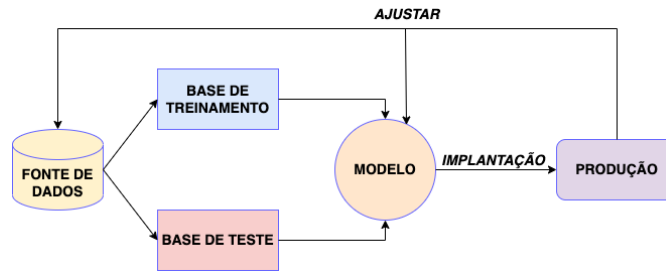 AJUSTAR
BASE DE
TREINAMENTO
FONTE DE
DADOS
MODELO
IMPLANTAÇÃO
PRODUÇÃO
BASE DE TESTE